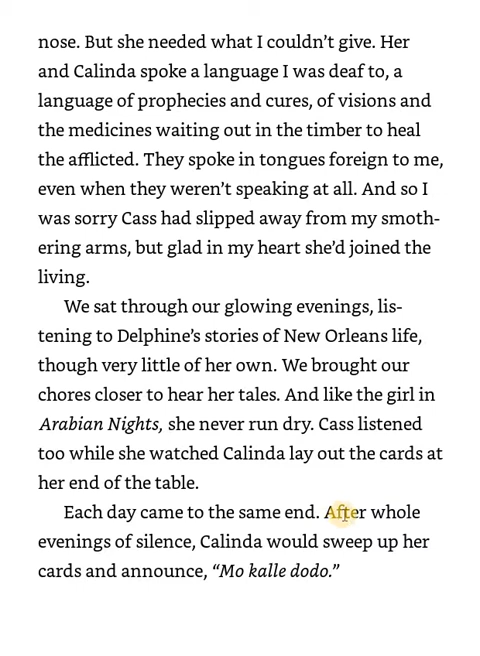 nose. But she needed what I couldn’t give. Her
and Calinda spoke a language I was deaf to, a
language of prophecies and cures, of visions and
the medicines waiting out in the timber to heal
the afflicted. They spoke in tongues foreign to me,
even when they weren’t speaking at all. And so I
was sorry Cass had slipped away from my smoth-
ering arms, but glad in my heart she’d joined the
living.
We sat through our glowing evenings, lis-
tening to Delphine’s stories of New Orleans life,
though very little of her own. We brought our
chores closer to hear her tales. And like the girl in
Arabian Nights, she never run dry. Cass listened
too while she watched Calinda lay out the cards at
her end of the table.
Each day came to the same end. After whole
evenings of silence, Calinda would sweep up her
cards and announce, “Mo kalle dodo.”